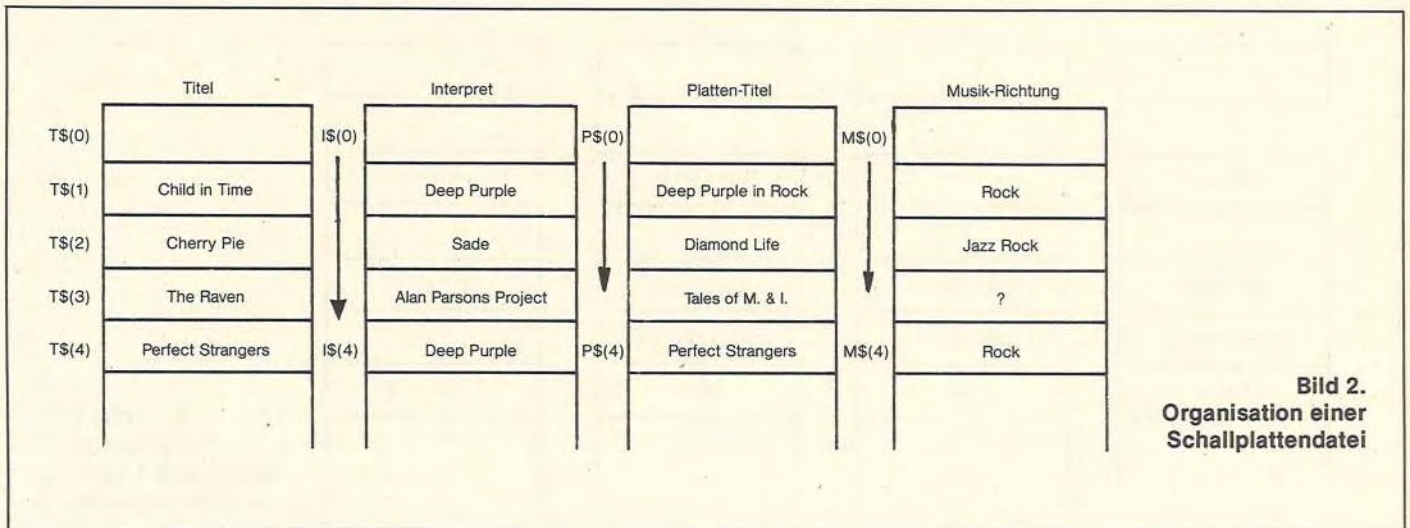 Titel Interpret Platten-Titel Musik-Richtung
T$(0) I$(0) P$(0) M$(0)
T$(1) Child in Time Deep Purple Deep Purple in Rock Rock
T$(2) Cherry Pie Sade Diamond Life Jazz Rock
T$(3) The Raven Alan Parsons Project Tales of M. & I. ?
T$(4) Perfect Strangers I$(4) Deep Purple P$(4) Perfect Strangers M$(4) Rock
Bild 2.
Organisation einer
Schallplattendatei